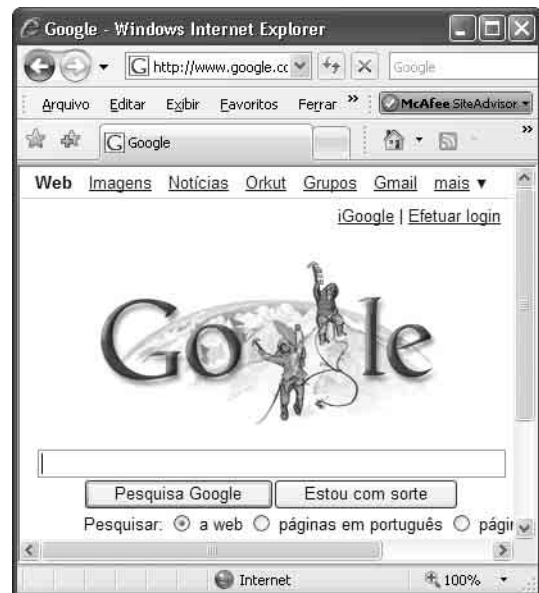 Google - Windows Internet Explorer
http://www.google.cc Google
Arquivo Editar Exibir Favoritos Ferrar » McAfee SiteAdvisor
Google »
Web Imagens Notícias Orkut Grupos Gmail mais ▼
iGoogle | Efetuar login
Google
Pesquisa Google Estou com sorte
Pesquisar: a web páginas em português págin
Internet 100%